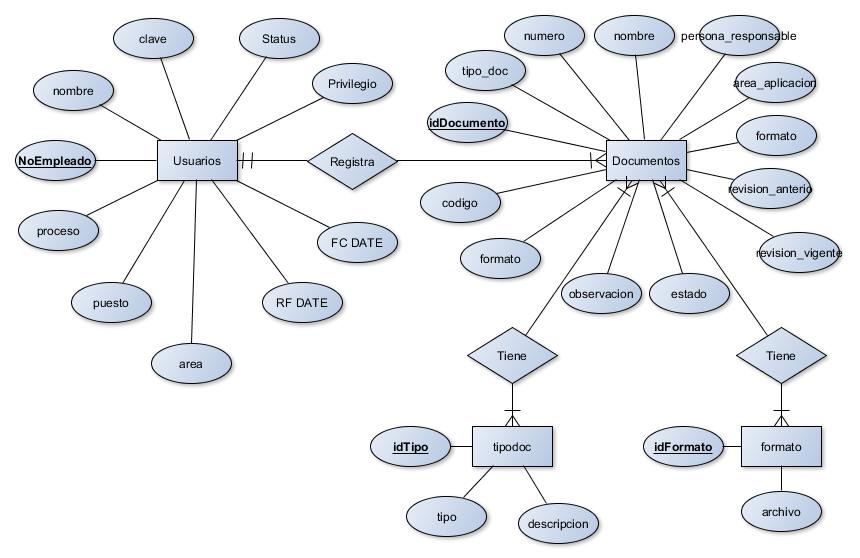 clave
Status
nombre
Privilegio
NoEmpleado
Usuarios
Registra
proceso
FC DATE
puesto
RF DATE
area
numero
nombre
persona_responsable
tipo_doc
area_aplicacion
idDocumento
formato
Documentos
codigo
revision_anterio
formato
revision_vigente
observacion
estado
Tiene
Tiene
idTipo
tipodoc
idFormato
formato
tipo
descripcion
archivo